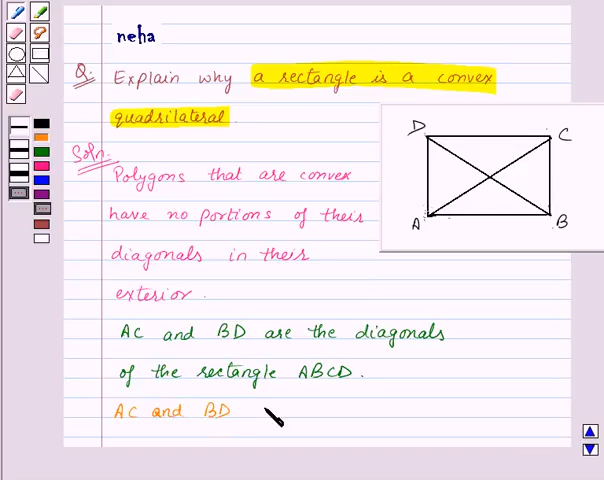 neha
Q. Explain why a rectangle is a convex
quadrilateral.
Soln. Polygons that are convex
have no portions of their
diagonals in their
exterior.
AC and BD are the diagonals
of the rectangle ABCD.
AC and BD
D C
A B